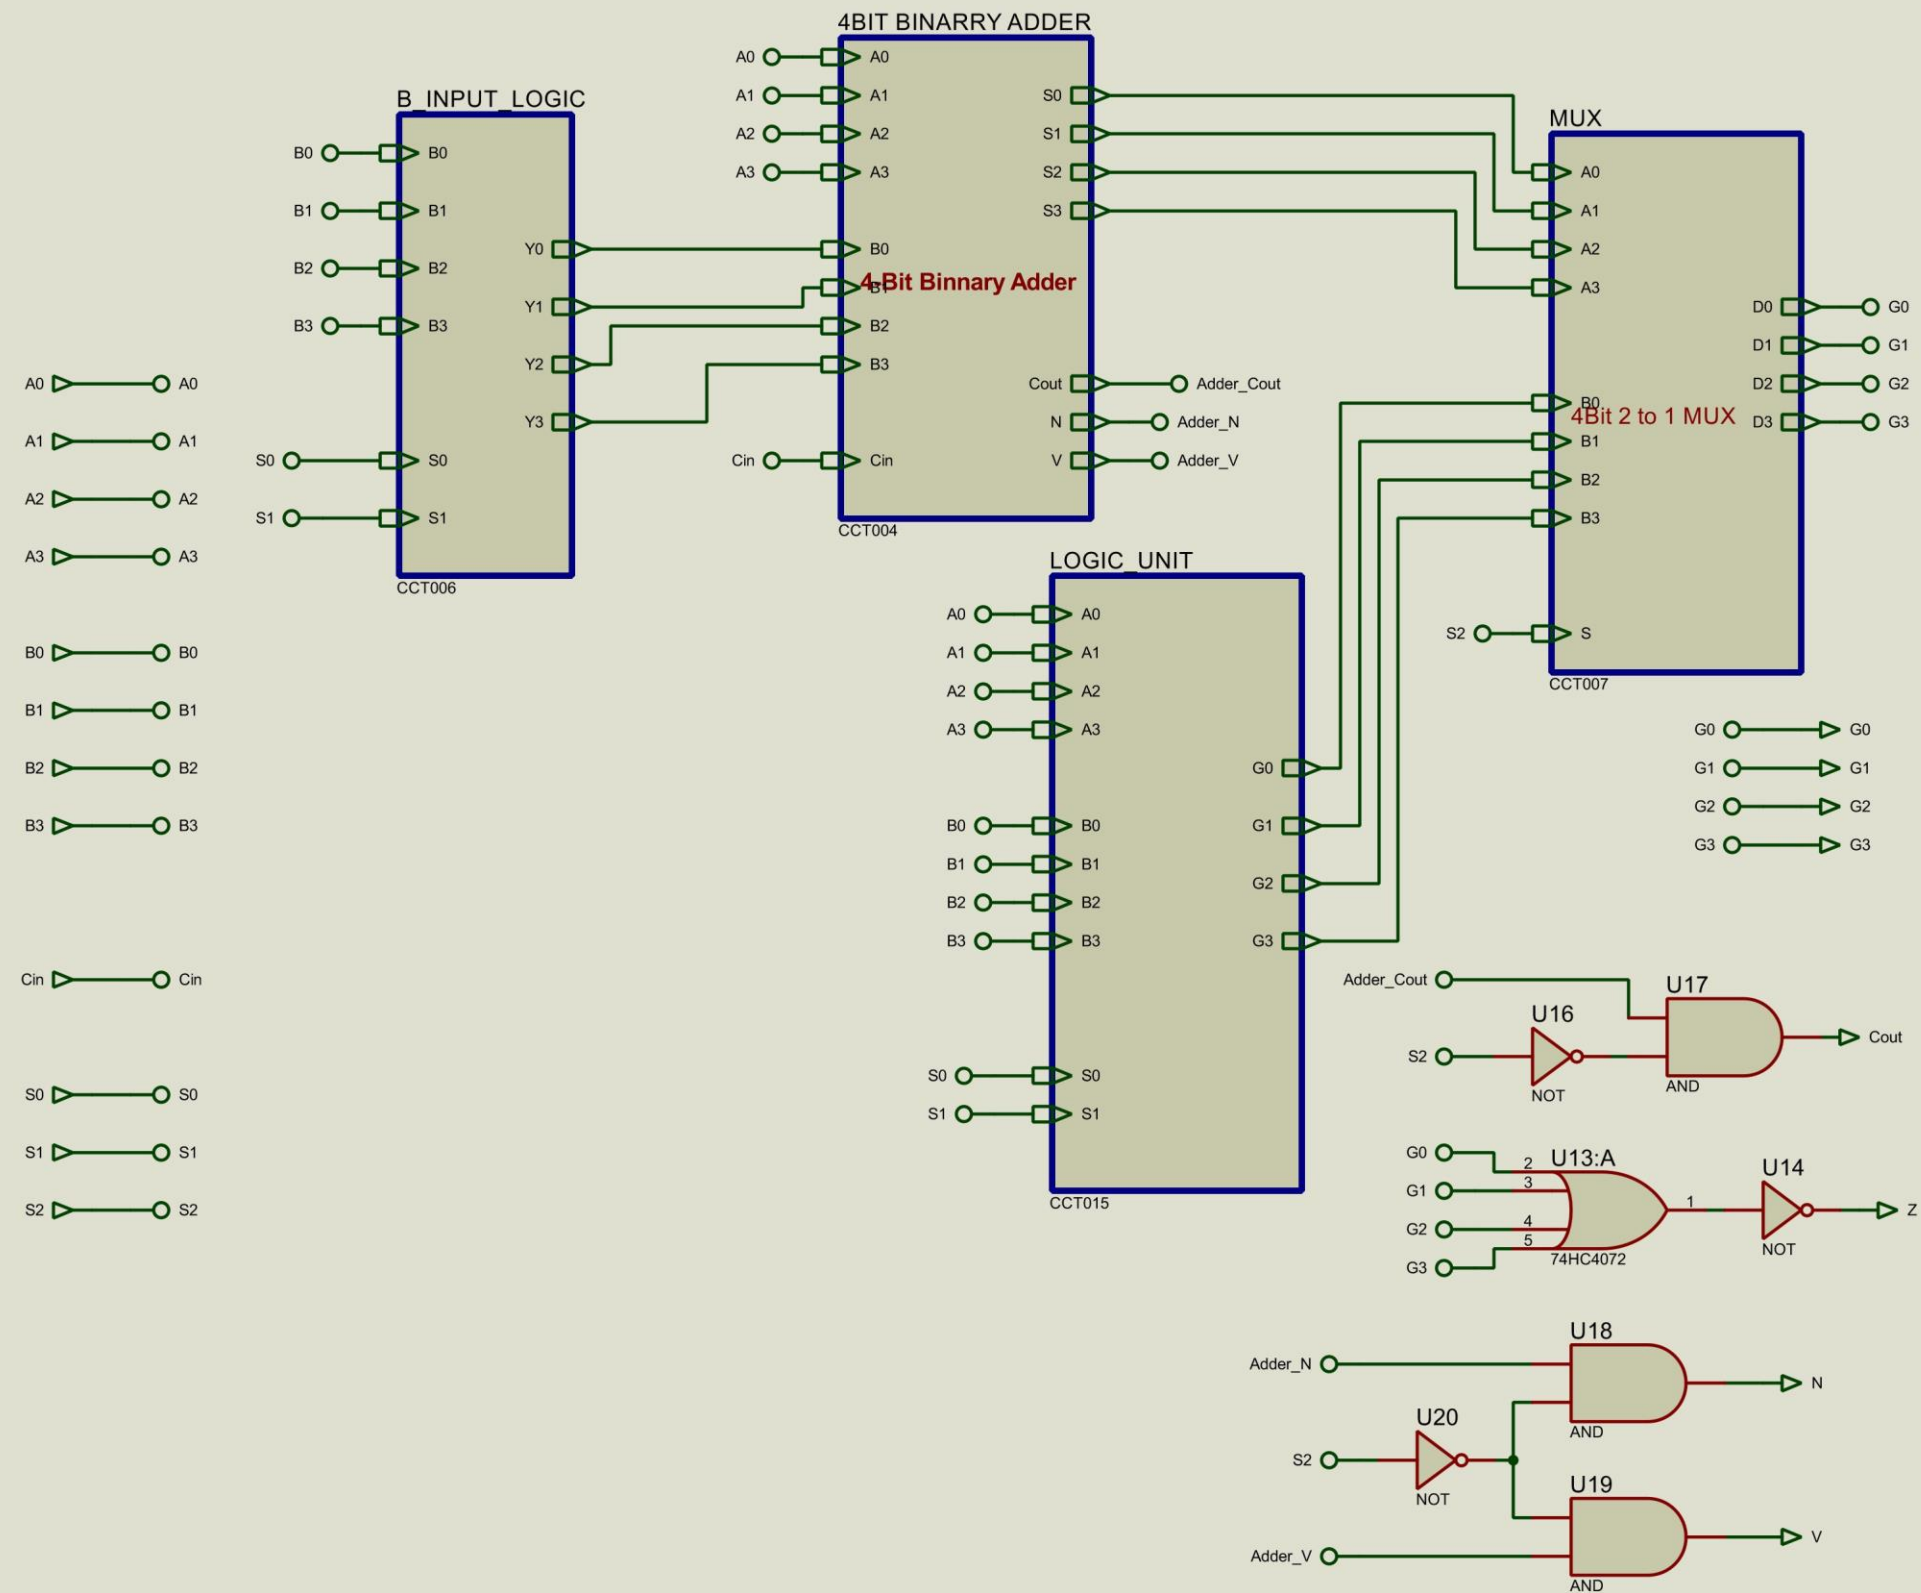 4BIT BINARRY ADDER
A0 A0
A1 A1
A2 A2
A3 A3
S0
S1
S2
S3
B0
4-Bit Binnary Adder
B1
B2
B3
Cout Adder_Cout
N Adder_N
V Adder_V
Cin Cin
CCT004
B_INPUT_LOGIC
B0 B0
B1 B1
B2 B2
B3 B3
Y0
Y1
Y2
Y3
S0 S0
S1 S1
CCT006
MUX
A0
A1
A2
A3
D0 G0
D1 G1
D2 G2
D3 G3
B0
4Bit 2 to 1 MUX
B1
B2
B3
S2 S
CCT007
A0 A0
A1 A1
A2 A2
A3 A3
B0 B0
B1 B1
B2 B2
B3 B3
Cin Cin
S0 S0
S1 S1
S2 S2
LOGIC_UNIT
A0 A0
A1 A1
A2 A2
A3 A3
G0
B0 B0 G1
B1 B1
G2
B2 B2
B3 B3 G3
S0 S0
S1 S1
CCT015
G0 G0
G1 G1
G2 G2
G3 G3
Adder_Cout
U17
U16
S2
Cout
NOT
AND
G0
G1
G2
G3
2
3
4
5
U13:A
1
74HC4072
U14
NOT
Z
U18
Adder_N
N
AND
U20
S2
NOT
U19
Adder_V
V
AND